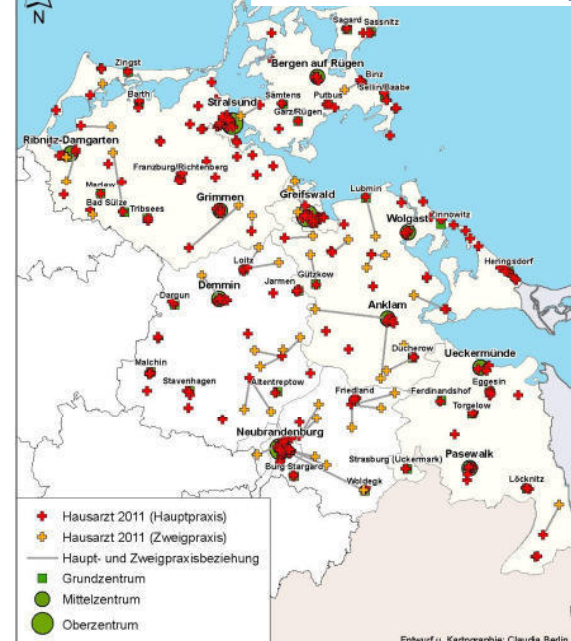 N
Sagard
Sassnitz
Bergen auf Rügen
Zingst
Binz
Sellin/Baabe
Barth
Stralsund
Samtens
Putbus
Garz/Rügen
Ribnitz-Damgarten
Franzburg/Richtenberg
Marlow
Bad Sülze
Tribsees
Grimmen
Greifswald
Lubmin
Wolgast
Zinnowitz
Heringsdorf
Loitz
Gützkow
Jarmen
Demmin
Dargun
Anklam
Ducherow
Ueckermünde
Malchin
Stavenhagen
Altentreptow
Friedland
Ferdinandshof
Eggesin
Torgelow
Neubrandenburg
Burg Stargard
Woldegk
Strasburg (Uckermark)
Pasewalk
Löcknitz
Hausarzt 2011 (Hauptpraxis)
Hausarzt 2011 (Zweigpraxis)
Haupt- und Zweigpraxisbeziehung
Grundzentrum
Mittelzentrum
Oberzentrum
Entwurf u. Kartographie: Claudia Berlin